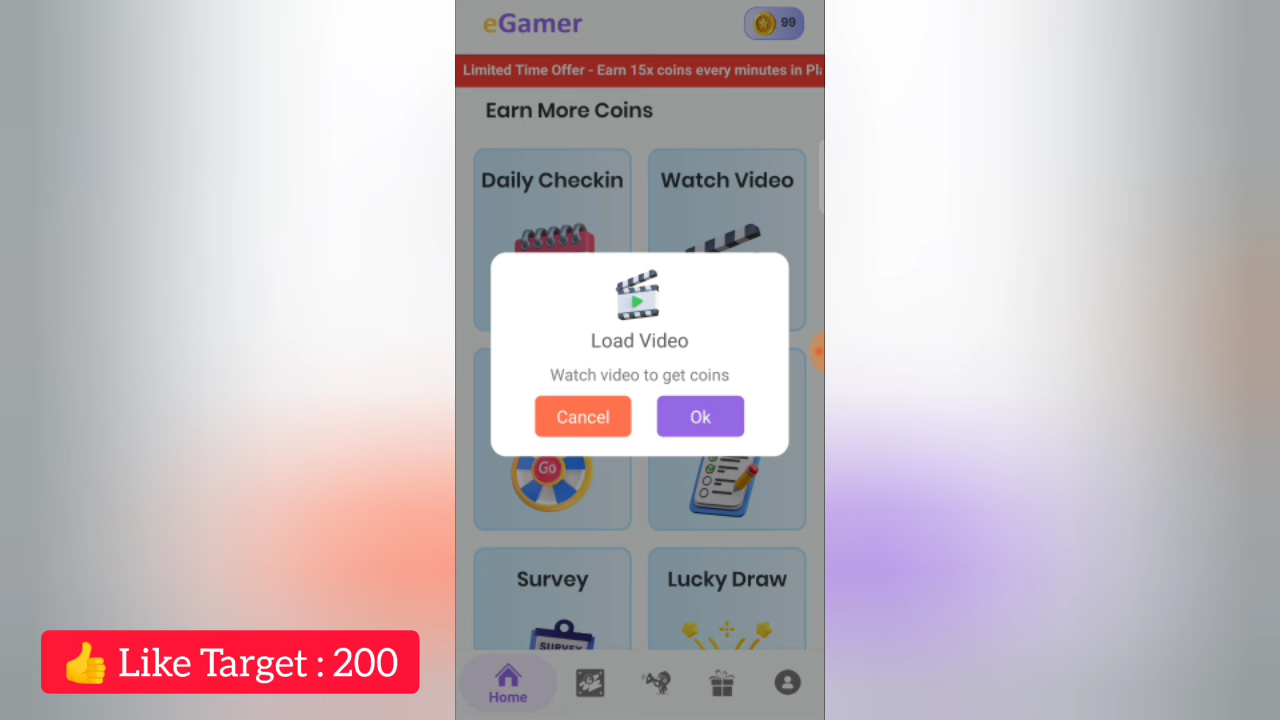 eGamer
99
Limited Time Offer - Earn 15x coins every minutes in Pla
Earn More Coins
Daily Checkin
Watch Video
Load Video
Watch video to get coins
Cancel
Ok
Go
Survey
Lucky Draw
SURVEY
👍 Like Target : 200
Home